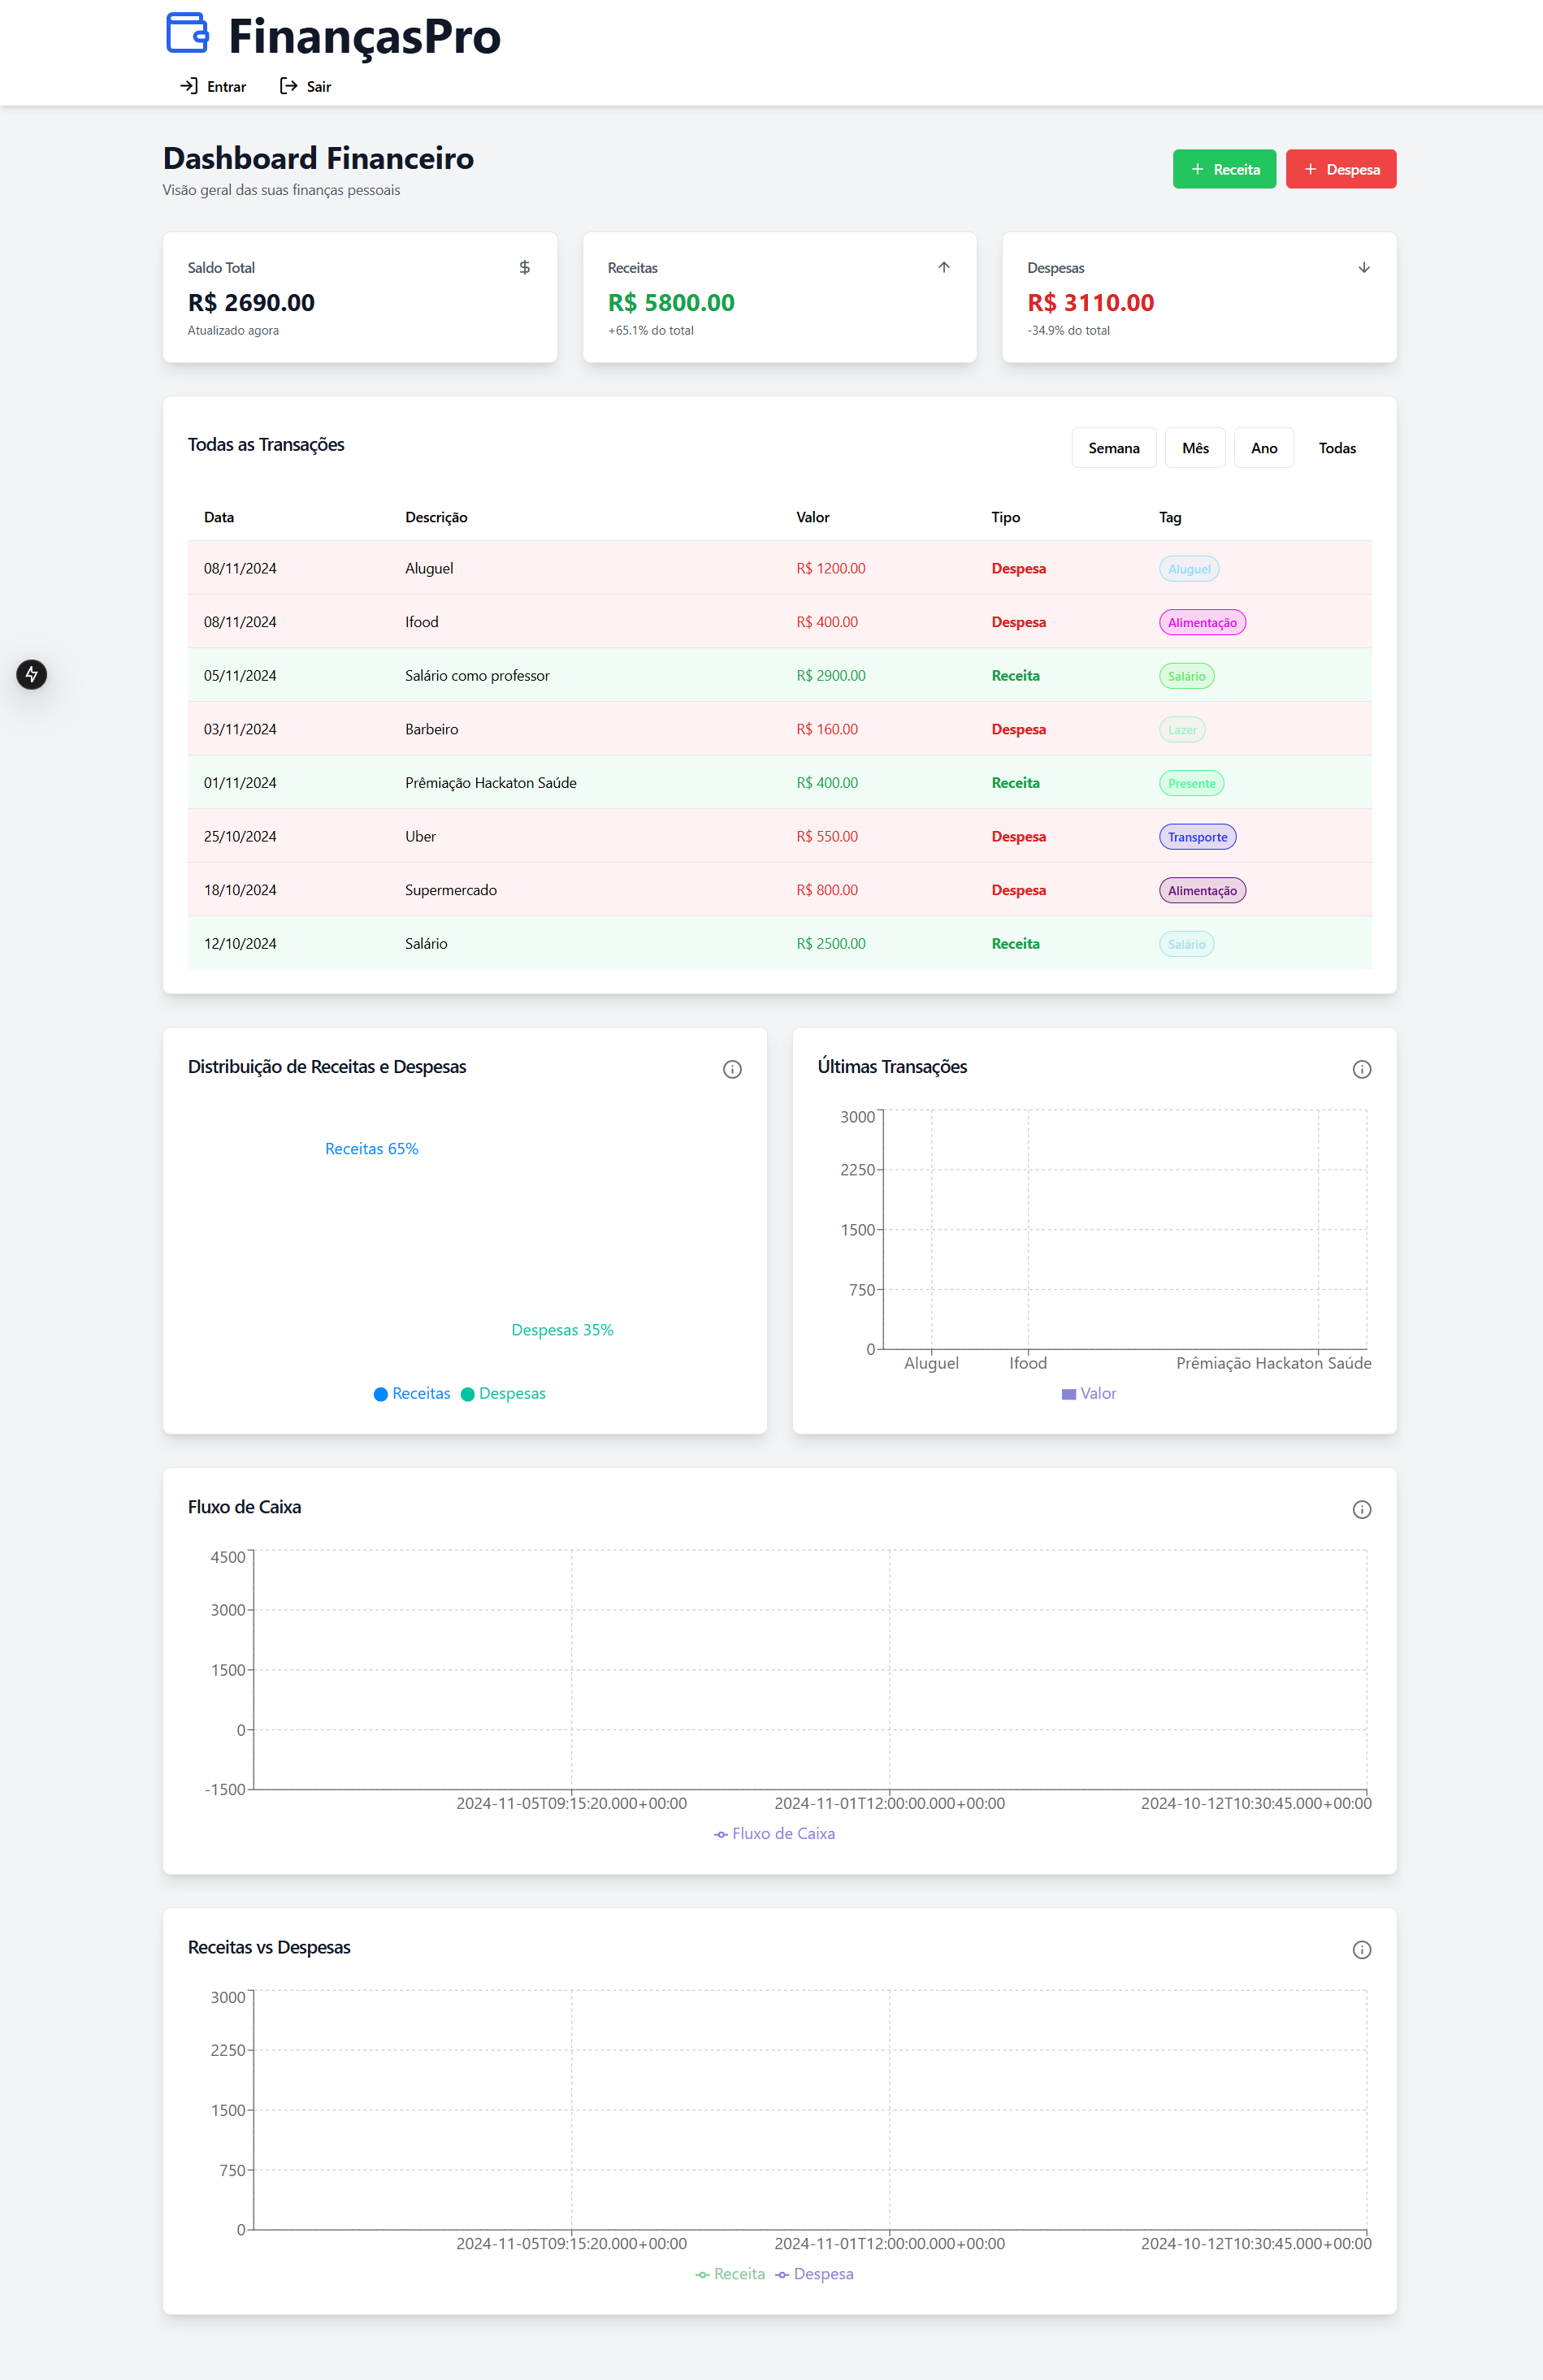 FinançasPro
Entrar Sair
Dashboard Financeiro
Visão geral das suas finanças pessoais
+ Receita + Despesa
Saldo Total $
R$ 2690.00
Atualizado agora
Receitas
R$ 5800.00
+65.1% do total
Despesas
R$ 3110.00
-34.9% do total
Todas as Transações
Semana Mês Ano Todas
Data Descrição Valor Tipo Tag
08/11/2024 Aluguel R$ 1200.00 Despesa Aluguel
08/11/2024 Ifood R$ 400.00 Despesa Alimentação
05/11/2024 Salário como professor R$ 2900.00 Receita Salário
03/11/2024 Barbeiro R$ 160.00 Despesa Lazer
01/11/2024 Prêmiação Hackaton Saúde R$ 400.00 Receita Presente
25/10/2024 Uber R$ 550.00 Despesa Transporte
18/10/2024 Supermercado R$ 800.00 Despesa Alimentação
12/10/2024 Salário R$ 2500.00 Receita Salário
Distribuição de Receitas e Despesas
Receitas 65%
Despesas 35%
Receitas Despesas
Últimas Transações
3000
2250
1500
750
0
Aluguel Ifood Prêmiação Hackaton Saúde
Valor
Fluxo de Caixa
4500
3000
1500
0
-1500
2024-11-05T09:15:20.000+00:00 2024-11-01T12:00:00.000+00:00 2024-10-12T10:30:45.000+00:00
Fluxo de Caixa
Receitas vs Despesas
3000
2250
1500
750
0
2024-11-05T09:15:20.000+00:00 2024-11-01T12:00:00.000+00:00 2024-10-12T10:30:45.000+00:00
Receita Despesa